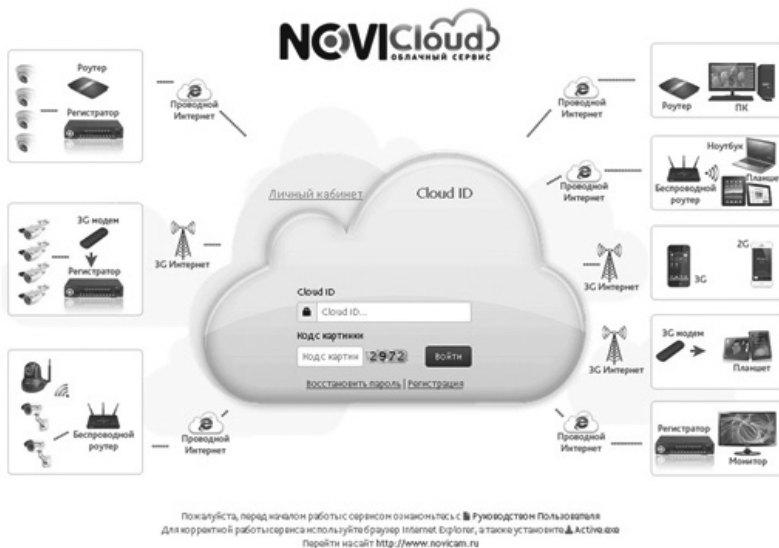 NOVICloud
ОБЛАЧНЫЙ СЕРВИС
Роутер
Регистратор
Проводной
Интернет
Проводной
Интернет
Роутер
ПК
Ноутбук
Планшет
Беспроводной
роутер
Проводной
Интернет
Личный кабинет
Cloud ID
3G модем
Регистратор
3G Интернет
3G Интернет
3G
2G
Cloud ID
Cloud ID...
Код с картинки
Код с картин
2972
Войти
Восстановить пароль | Регистрация
3G Интернет
3G модем
Планшет
Беспроводной
роутер
Проводной
Интернет
Проводной
Интернет
Регистратор
Монитор
Пожалуйста, перед началом работы с сервисом ознакомьтесь с Руководством Пользователя
Для корректной работы сервиса используйте браузер Internet Explorer, а также установите Active.exe
Перейти на сайт http://www.novicam.ru